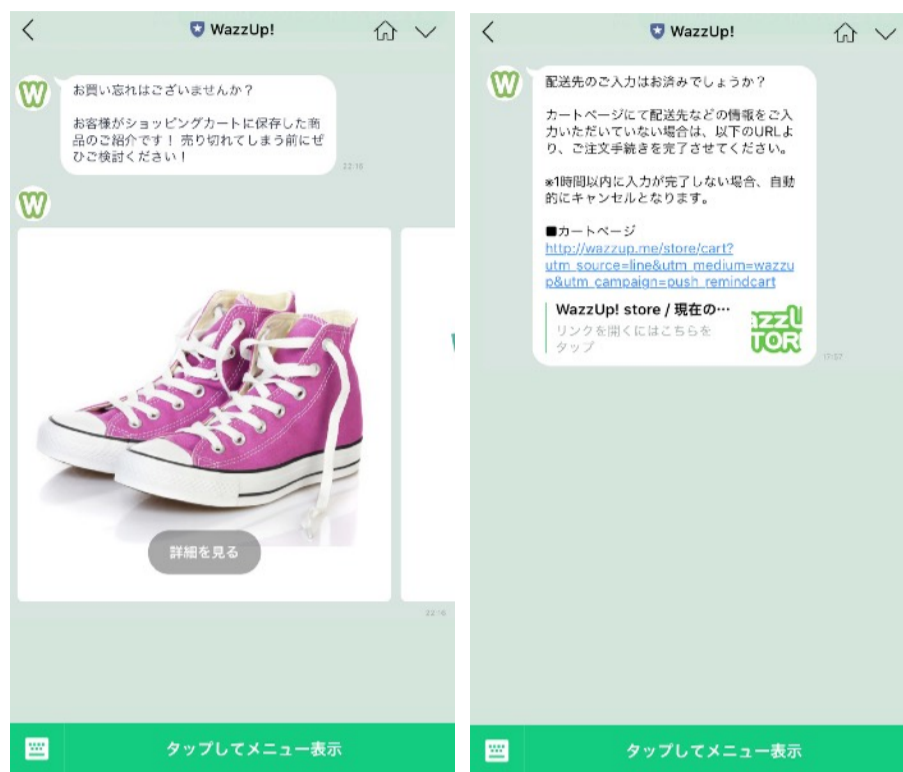 WazzUp!
W
お買い忘れはございませんか？
お客様がショッピングカートに保存した商
品のご紹介です！ 売り切れてしまう前にぜ
ひご検討ください！
22:16
W
詳細を見る
22:16
タップしてメニュー表示
WazzUp!
W
配送先のご入力はお済みでしょうか？
カートページにて配送先などの情報をご入
力いただいていない場合は、以下のURLよ
り、ご注文手続きを完了させてください。
※1時間以内に入力が完了しない場合、自動
的にキャンセルとなります。
■カートページ
http://wazzup.me/store/cart?
utm_source=line&utm_medium=wazzu
p&utm_campaign=push_remindcart
WazzUp! store / 現在の…
リンクを開くにはこちらを
タップ
17:57
タップしてメニュー表示